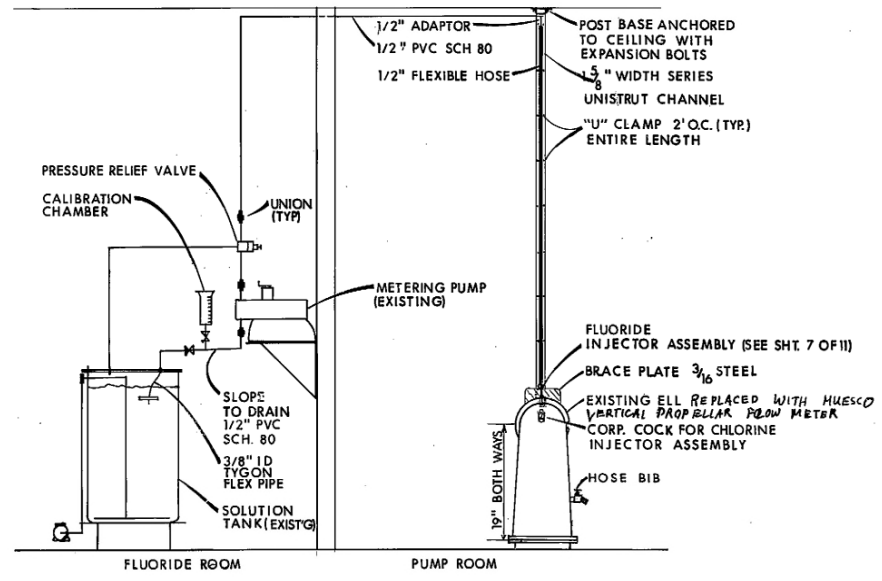 1/2" ADAPTOR
1/2" PVC SCH 80
1/2" FLEXIBLE HOSE
POST BASE ANCHORED
TO CEILING WITH
EXPANSION BOLTS
1 5/8" WIDTH SERIES
UNISTRUT CHANNEL
"U" CLAMP 2' O.C. (TYP.)
ENTIRE LENGTH
PRESSURE RELIEF VALVE
CALIBRATION
CHAMBER
UNION
(TYP)
METERING PUMP
(EXISTING)
FLUORIDE
INJECTOR ASSEMBLY (SEE SHT. 7 OF 11)
BRACE PLATE 3/16 STEEL
EXISTING ELL REPLACED WITH HUESCO
VERTICAL PROPELLAR FLOW METER
CORP. COCK FOR CHLORINE
INJECTOR ASSEMBLY
SLOPE
TO DRAIN
1/2" PVC
SCH. 80
3/8" ID
TYGON
FLEX PIPE
SOLUTION
TANK (EXIST'G)
19" BOTH WAYS
HOSE BIB
FLUORIDE ROOM
PUMP ROOM